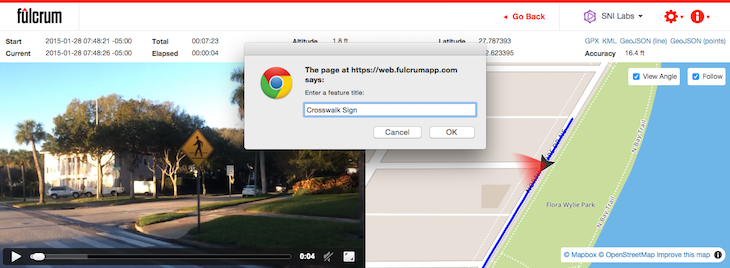 fulcrum
Go Back
SNI Labs
Start 2015-01-28 07:48:21 -05:00 Total 00:07:23 Altitude 1.8 ft Latitude 27.787393
GPX KML GeoJSON (line) GeoJSON (points)
Current 2015-01-28 07:48:26 -05:00 Elapsed 00:00:04 .623395 Accuracy 16.4 ft
The page at https://web.fulcrumapp.com
says:
Enter a feature title:
Crosswalk Sign
Cancel OK
View Angle Follow
N Bay Trail
Flora Wylie Park
N Bay Trail
0:04
© Mapbox © OpenStreetMap Improve this map